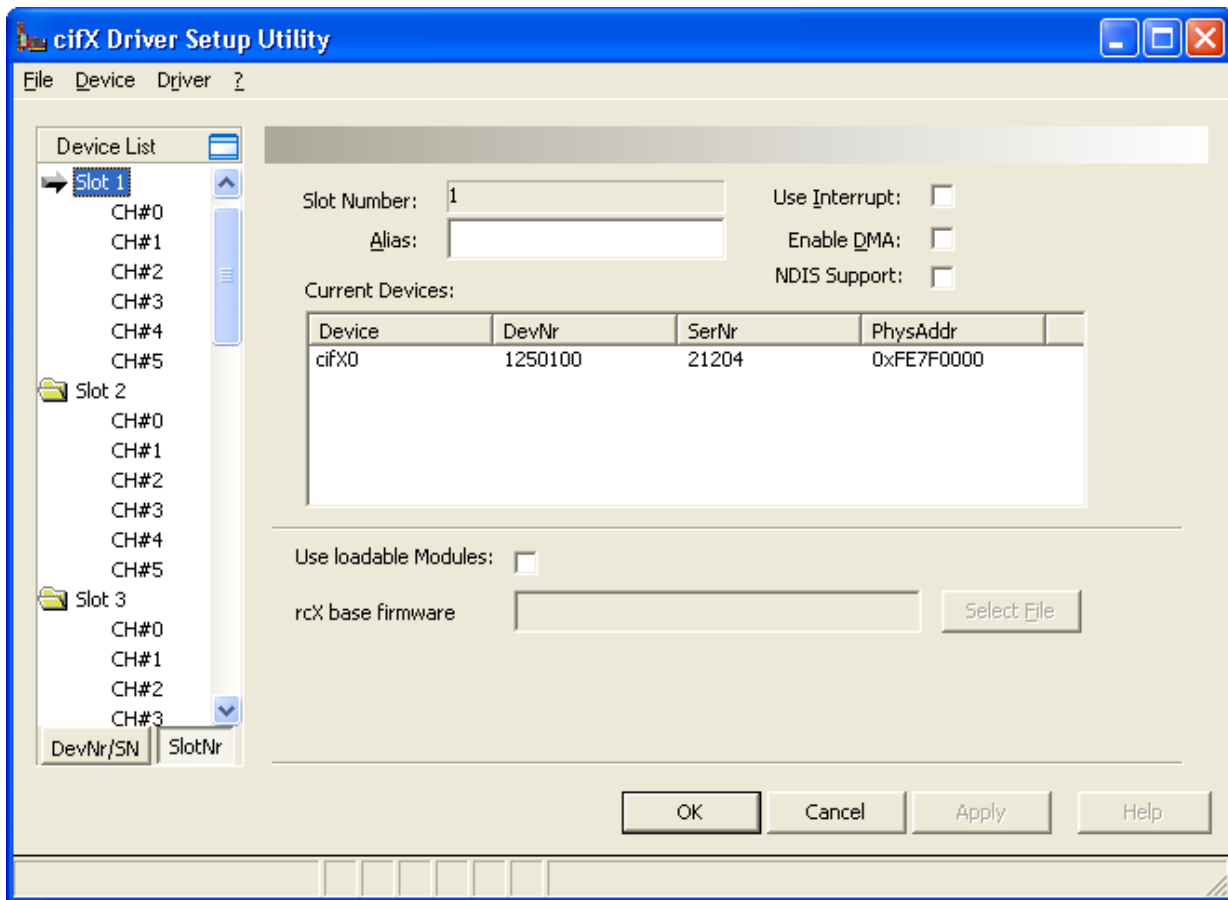 cifX Driver Setup Utility
File Device Driver ?
Device List
Slot 1
CH#0
CH#1
CH#2
CH#3
CH#4
CH#5
Slot 2
CH#0
CH#1
CH#2
CH#3
CH#4
CH#5
Slot 3
CH#0
CH#1
CH#2
CH#3
DevNr/SN SlotNr
Slot Number: 1
Alias:
Use Interrupt:
Enable DMA:
NDIS Support:
Current Devices:
Device DevNr SerNr PhysAddr
cifX0 1250100 21204 0xFE7F0000
Use loadable Modules:
rcX base firmware Select File
OK Cancel Apply Help